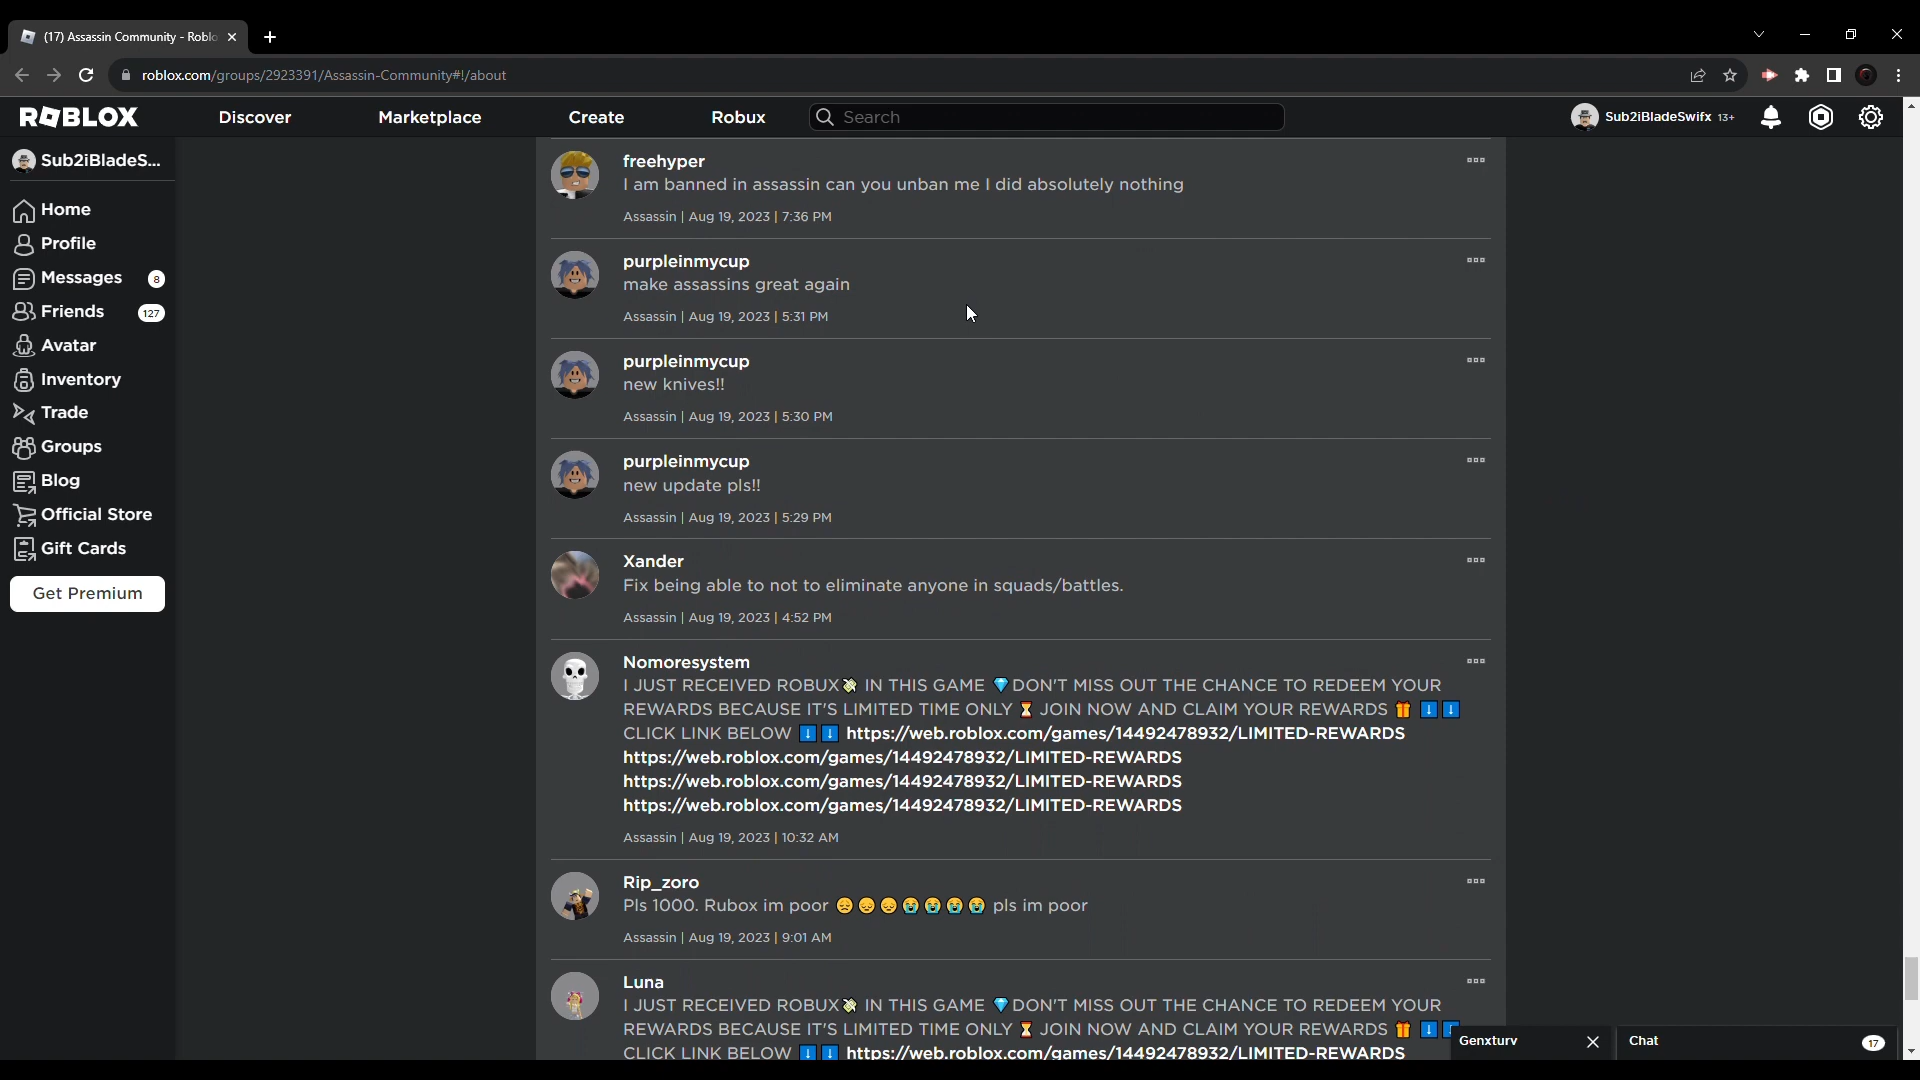 (17) Assassin Community - Roblo
roblox.com/groups/2923391/Assassin-Community#!/about
ROBLOX
Discover
Marketplace
Create
Robux
Search
Sub2iBladeSwifx 13+
Sub2iBladeS...
Home
Profile
Messages 8
Friends 127
Avatar
Inventory
Trade
Groups
Blog
Official Store
Gift Cards
Get Premium
freehyper
I am banned in assassin can you unban me I did absolutely nothing
Assassin | Aug 19, 2023 | 7:36 PM
purpleinmycup
make assassins great again
Assassin | Aug 19, 2023 | 5:31 PM
purpleinmycup
new knives!!
Assassin | Aug 19, 2023 | 5:30 PM
purpleinmycup
new update pls!!
Assassin | Aug 19, 2023 | 5:29 PM
Xander
Fix being able to not to eliminate anyone in squads/battles.
Assassin | Aug 19, 2023 | 4:52 PM
Nomoresystem
I JUST RECEIVED ROBUX💸 IN THIS GAME 💎DON'T MISS OUT THE CHANCE TO REDEEM YOUR
REWARDS BECAUSE IT'S LIMITED TIME ONLY ⏳ JOIN NOW AND CLAIM YOUR REWARDS 🎁 ⬇️⬇️
CLICK LINK BELOW ⬇️⬇️ https://web.roblox.com/games/14492478932/LIMITED-REWARDS
https://web.roblox.com/games/14492478932/LIMITED-REWARDS
https://web.roblox.com/games/14492478932/LIMITED-REWARDS
https://web.roblox.com/games/14492478932/LIMITED-REWARDS
Assassin | Aug 19, 2023 | 10:32 AM
Rip_zoro
Pls 1000. Rubox im poor 😞😔😔😭😭😭😭 pls im poor
Assassin | Aug 19, 2023 | 9:01 AM
Luna
I JUST RECEIVED ROBUX💸 IN THIS GAME 💎DON'T MISS OUT THE CHANCE TO REDEEM YOUR
REWARDS BECAUSE IT'S LIMITED TIME ONLY ⏳ JOIN NOW AND CLAIM YOUR REWARDS 🎁 ⬇️⬇️
CLICK LINK BELOW ⬇️⬇️ https://web.roblox.com/games/14492478932/LIMITED-REWARDS
Genxturv
Chat 17